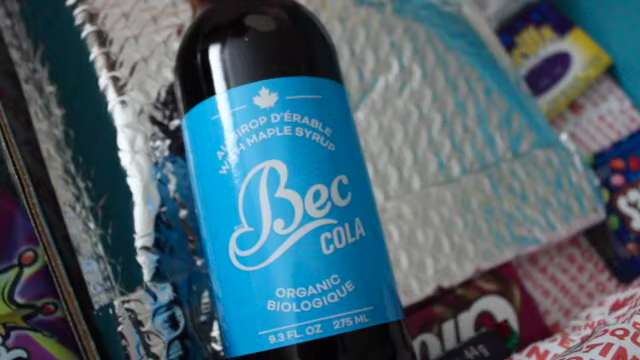 AU SIROP D'ÉRABLE
WITH MAPLE SYRUP
Bec
COLA
ORGANIC
BIOLOGIQUE
9.3 FL. OZ 275 ML